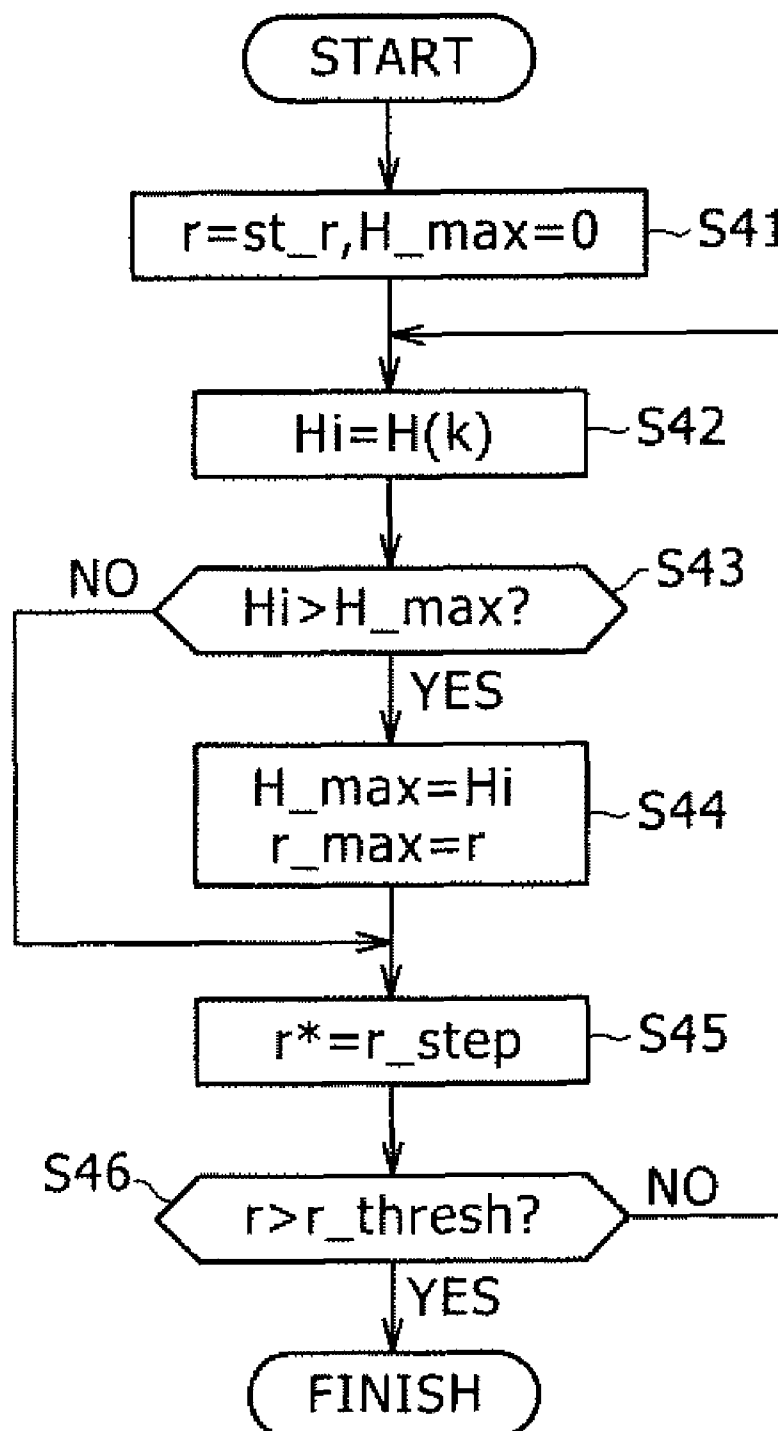 START
r=st_r,H_max=0
S41
Hi=H(k)
S42
NO
Hi>H_max?
S43
YES
H_max=Hi
r_max=r
S44
r*=r_step
S45
S46
r>r_thresh?
NO
YES
FINISH